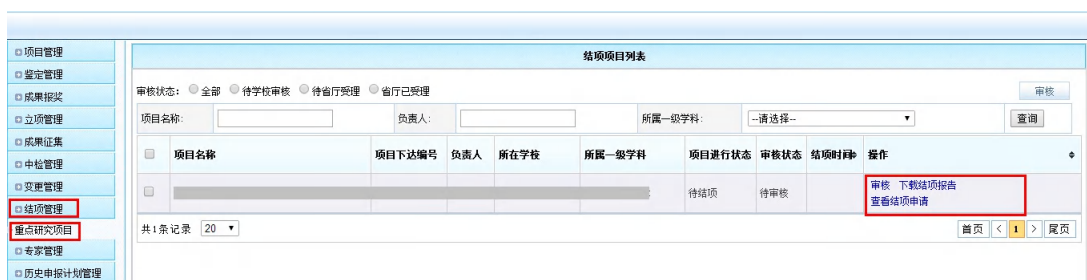 项目管理
鉴定管理
成果报奖
立项管理
成果征集
中检管理
变更管理
结项管理
重点研究项目
专家管理
历史申报计划管理
结项项目列表
审核状态： 全部 待学校审核 待省厅受理 省厅已受理 审核
项目名称： 负责人： 所属一级学科： --请选择-- 查询
项目名称 项目下达编号 负责人 所在学校 所属一级学科 项目进行状态 审核状态 结项时间 操作
待结项 待审核 审核 下载结项报告
查看结项申请
共1条记录 20 首页 < 1 > 尾页